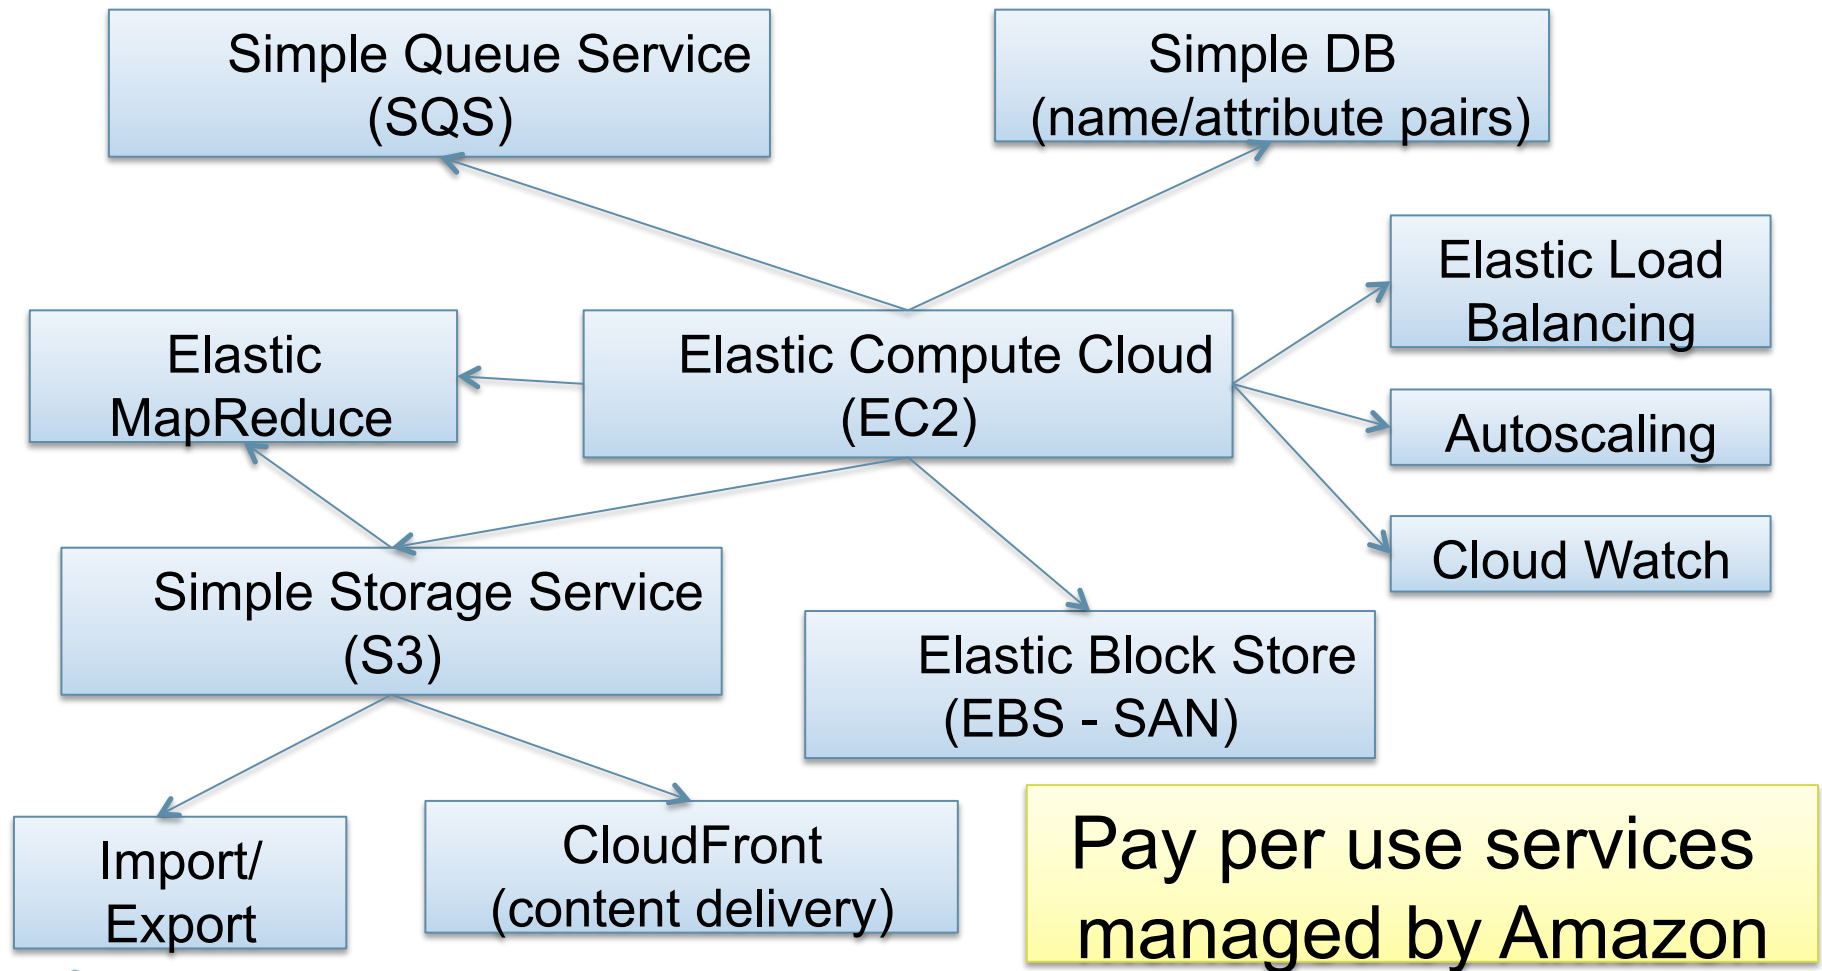 Simple Queue Service
(SQS)
Simple DB
(name/attribute pairs)
Elastic Load
Balancing
Elastic
MapReduce
Elastic Compute Cloud
(EC2)
Autoscaling
Cloud Watch
Simple Storage Service
(S3)
Elastic Block Store
(EBS - SAN)
Import/
Export
CloudFront
(content delivery)
Pay per use services
managed by Amazon